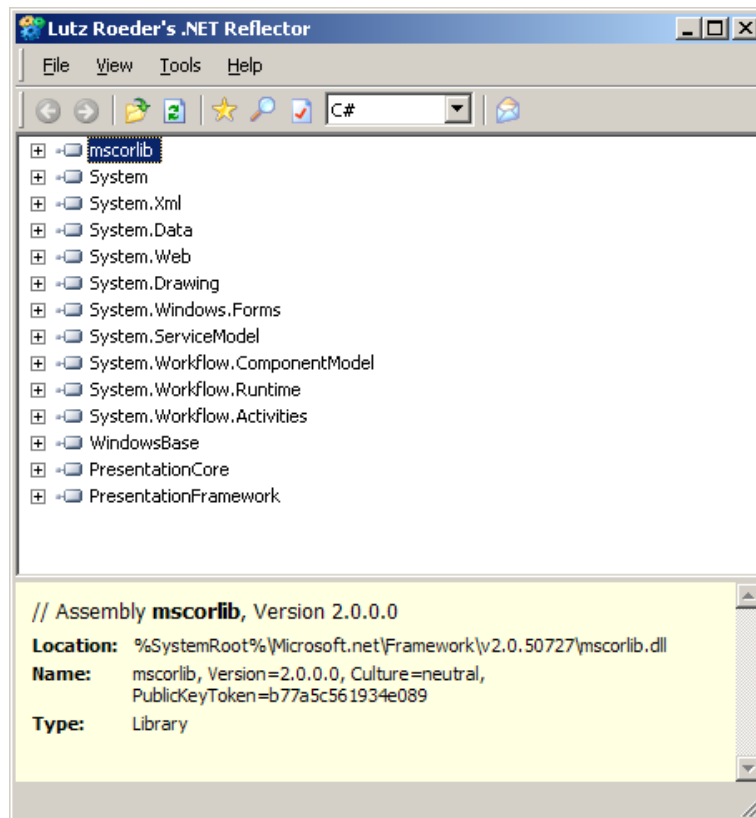 Lutz Roeder's .NET Reflector
File View Tools Help
C#
mscorlib
System
System.Xml
System.Data
System.Web
System.Drawing
System.Windows.Forms
System.ServiceModel
System.Workflow.ComponentModel
System.Workflow.Runtime
System.Workflow.Activities
WindowsBase
PresentationCore
PresentationFramework
// Assembly mscorlib, Version 2.0.0.0
Location: %SystemRoot%\Microsoft.net\Framework\v2.0.50727\mscorlib.dll
Name: mscorlib, Version=2.0.0.0, Culture=neutral,
PublicKeyToken=b77a5c561934e089
Type: Library